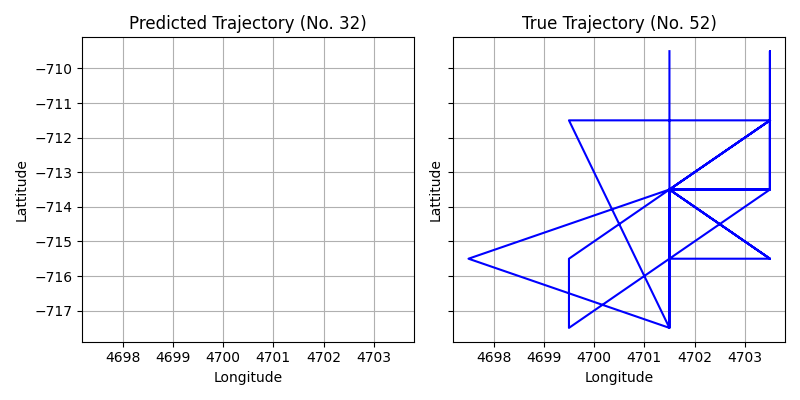 Predicted Trajectory (No. 32)
True Trajectory (No. 52)
Lattitude
−710
−711
−712
−713
−714
−715
−716
−717
4698 4699 4700 4701 4702 4703
Longitude
Lattitude
4698 4699 4700 4701 4702 4703
Longitude